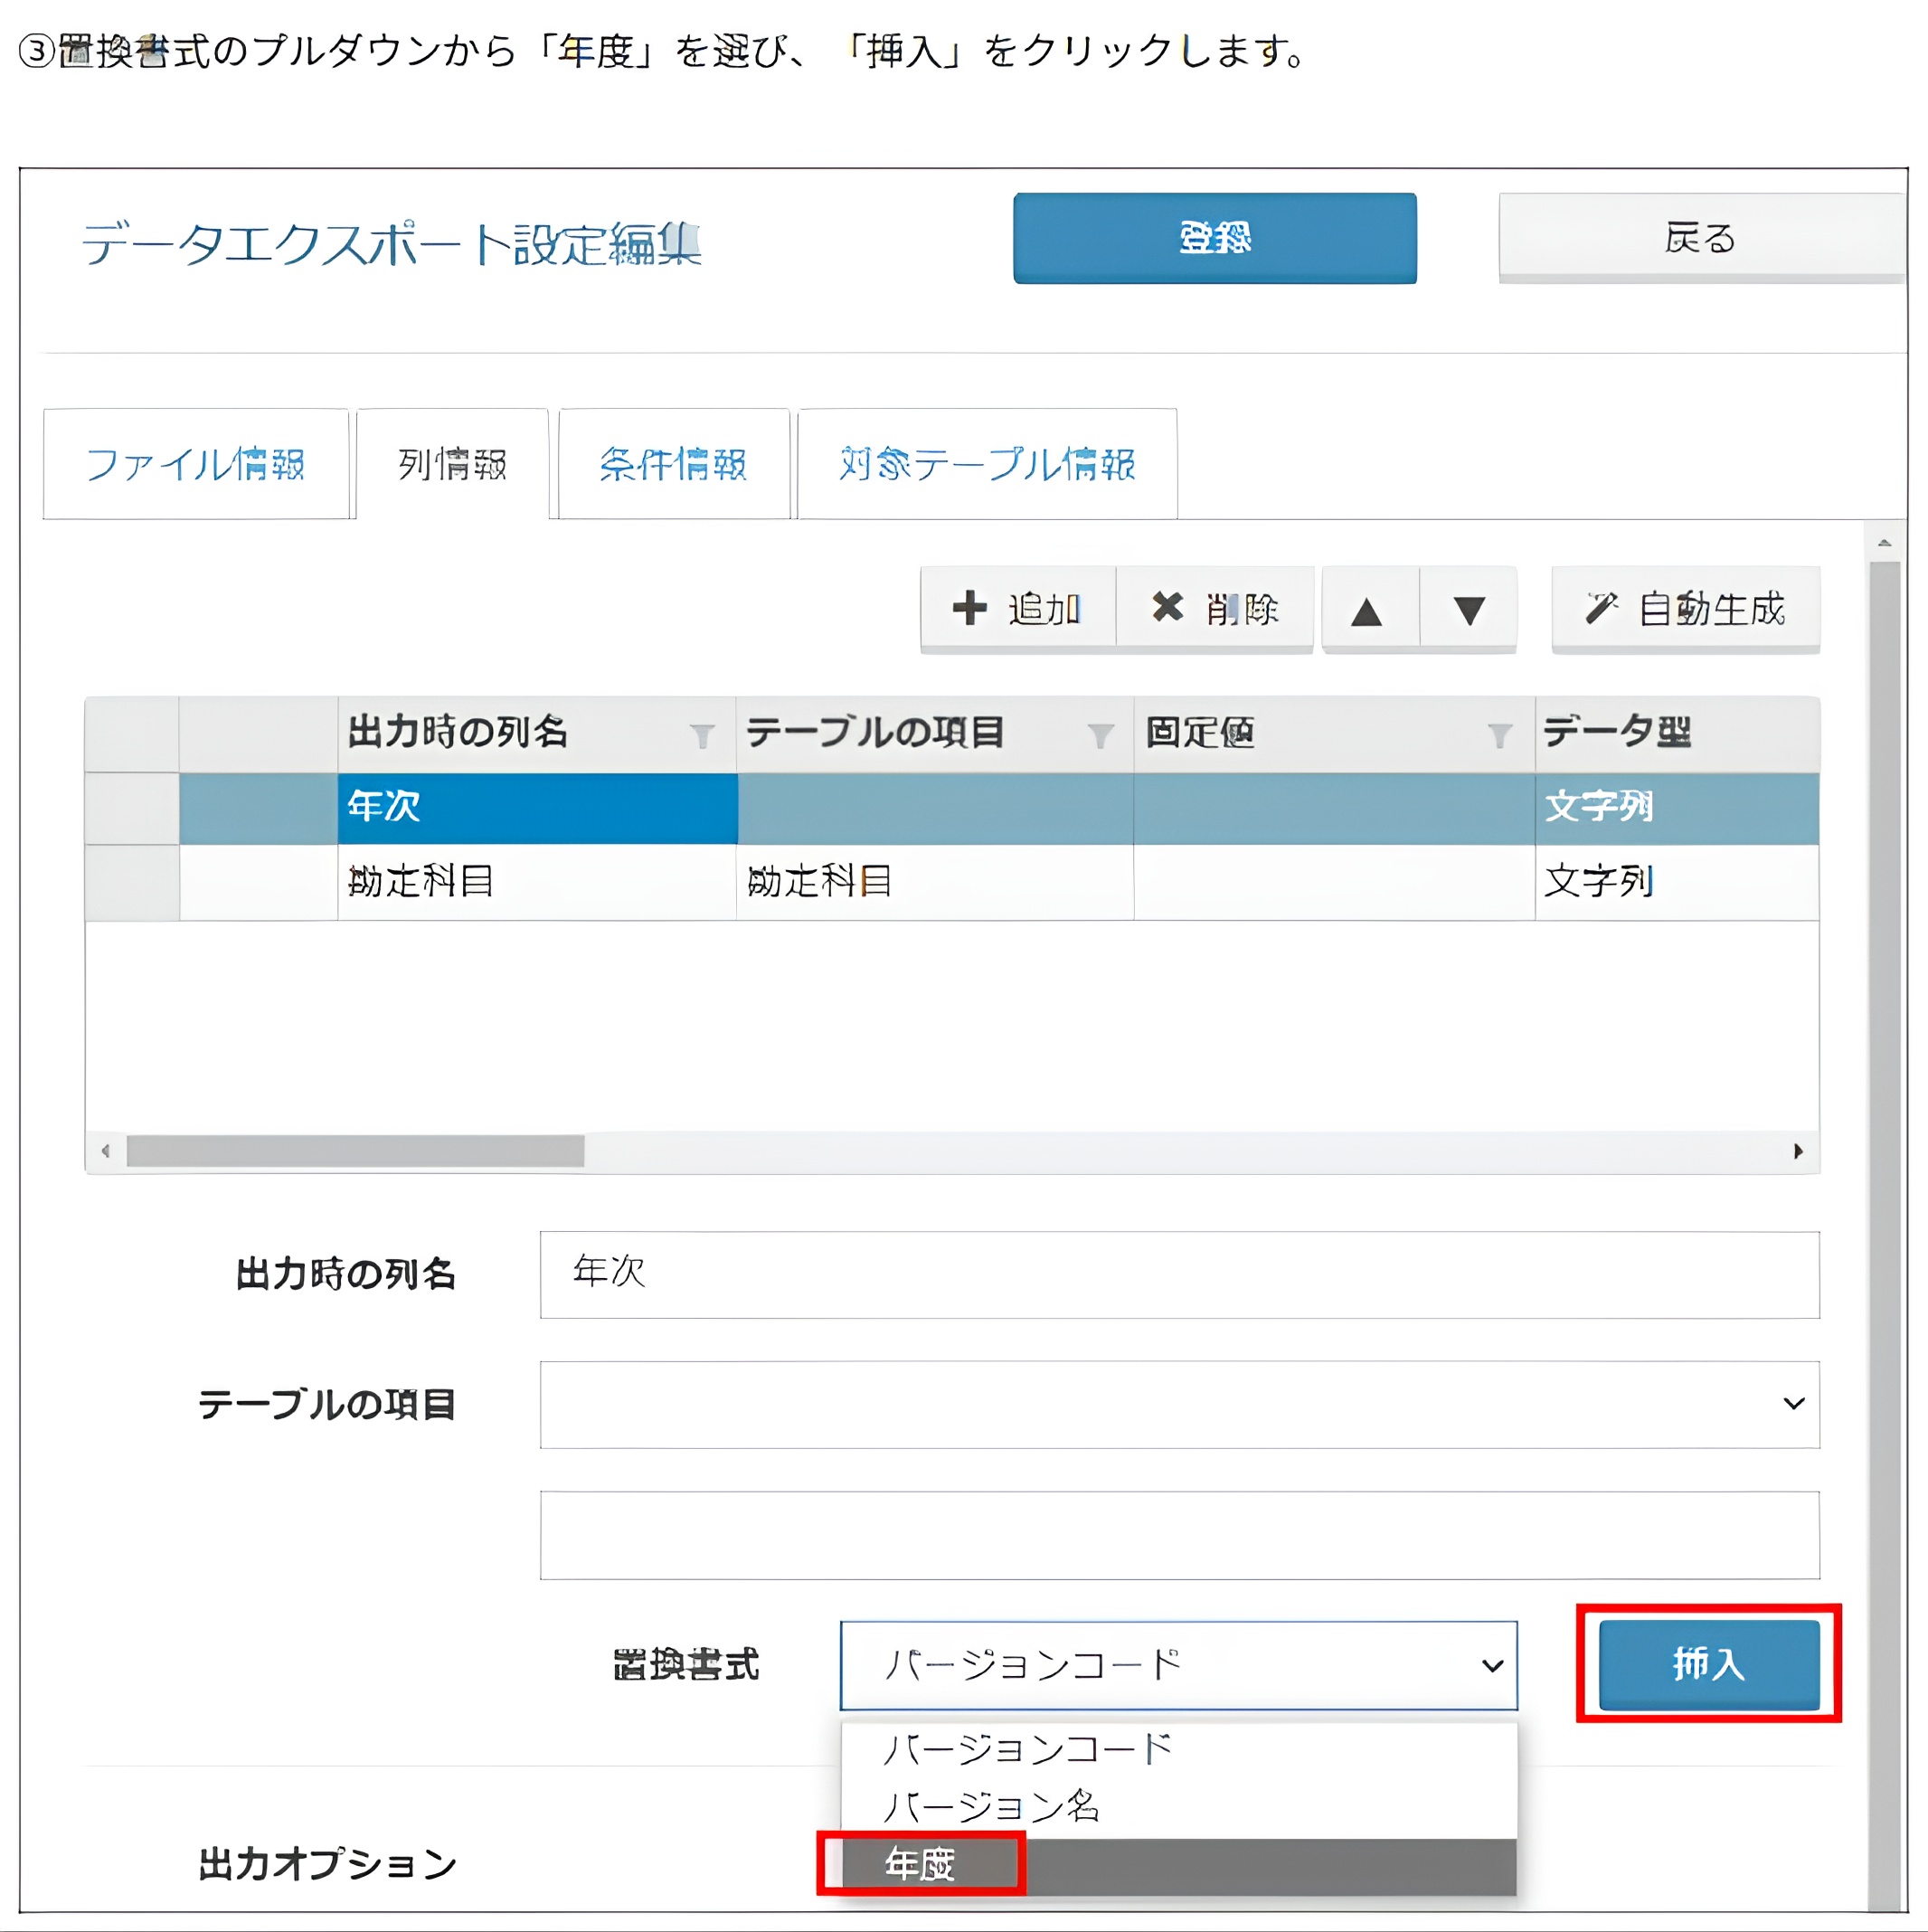 ③置換書式のプルダウンから「年度」を選び、「挿入」をクリックします。
データエクスポート設定編集
登録
戻る
ファイル情報
列情報
条件情報
対象テーブル情報
追加
削除
自動生成
出力時の列名 テーブルの項目 固定値 データ型
年次 文字列
勘定科目 勘定科目 文字列
出力時の列名 年次
テーブルの項目
置換書式 バージョンコード 挿入
バージョンコード
バージョン名
年度
出力オプション